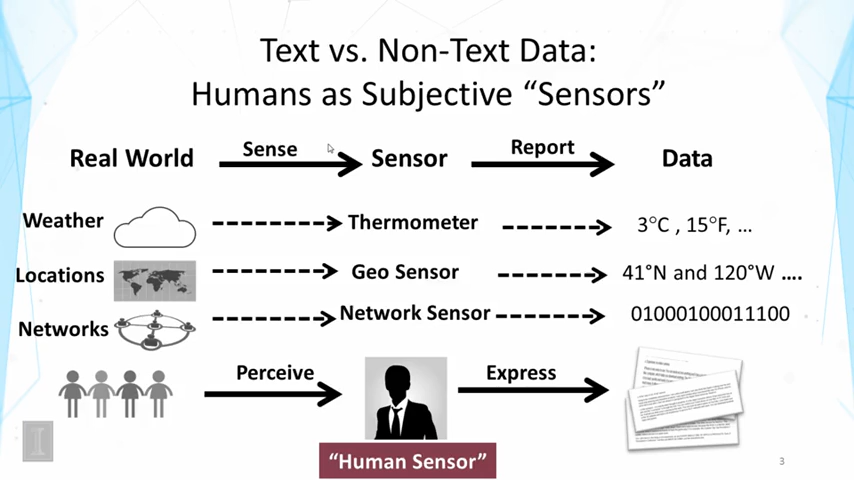 Text vs. Non-Text Data:
Humans as Subjective “Sensors”
Real World Sense Sensor Report Data
Weather Thermometer 3°C , 15°F, …
Locations Geo Sensor 41°N and 120°W ….
Networks Network Sensor 01000100011100
Perceive Express
“Human Sensor”
3